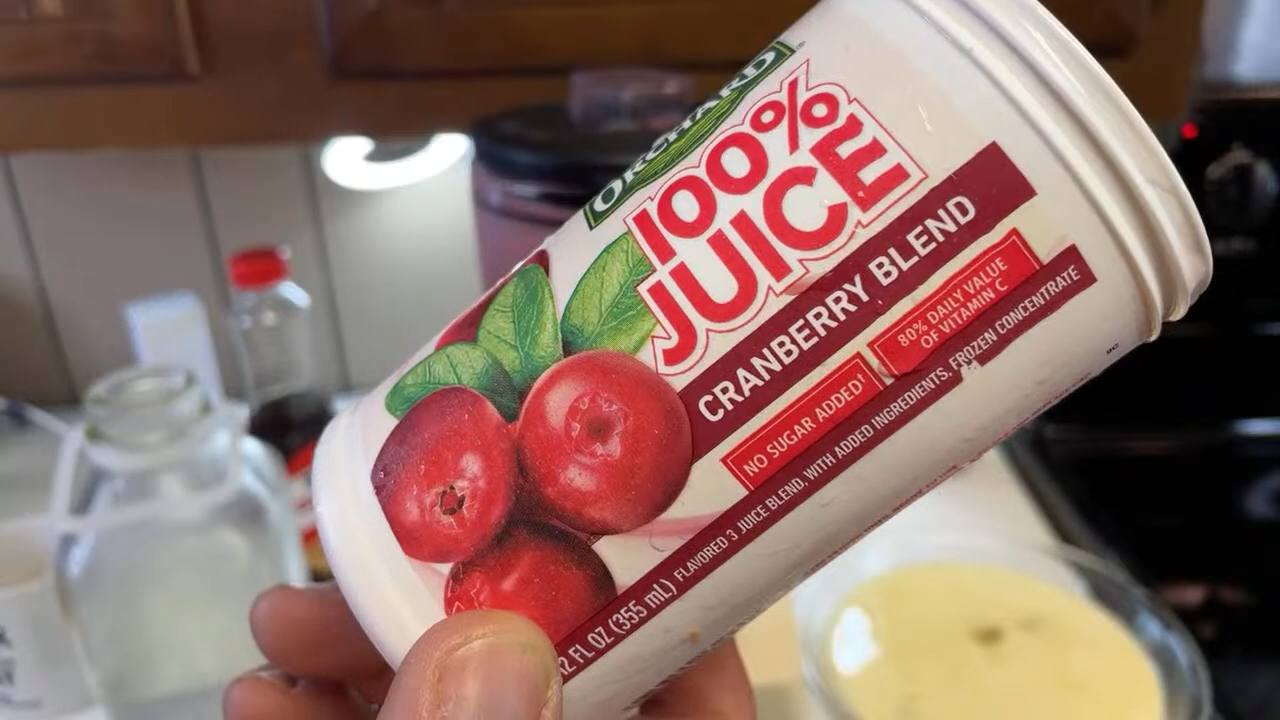 ORCHARD
100%
JUICE
CRANBERRY BLEND
NO SUGAR ADDED†
80% DAILY VALUE
OF VITAMIN C
12 FL OZ (355 mL) FLAVORED 3 JUICE BLEND, WITH ADDED INGREDIENTS, FROZEN CONCENTRATE